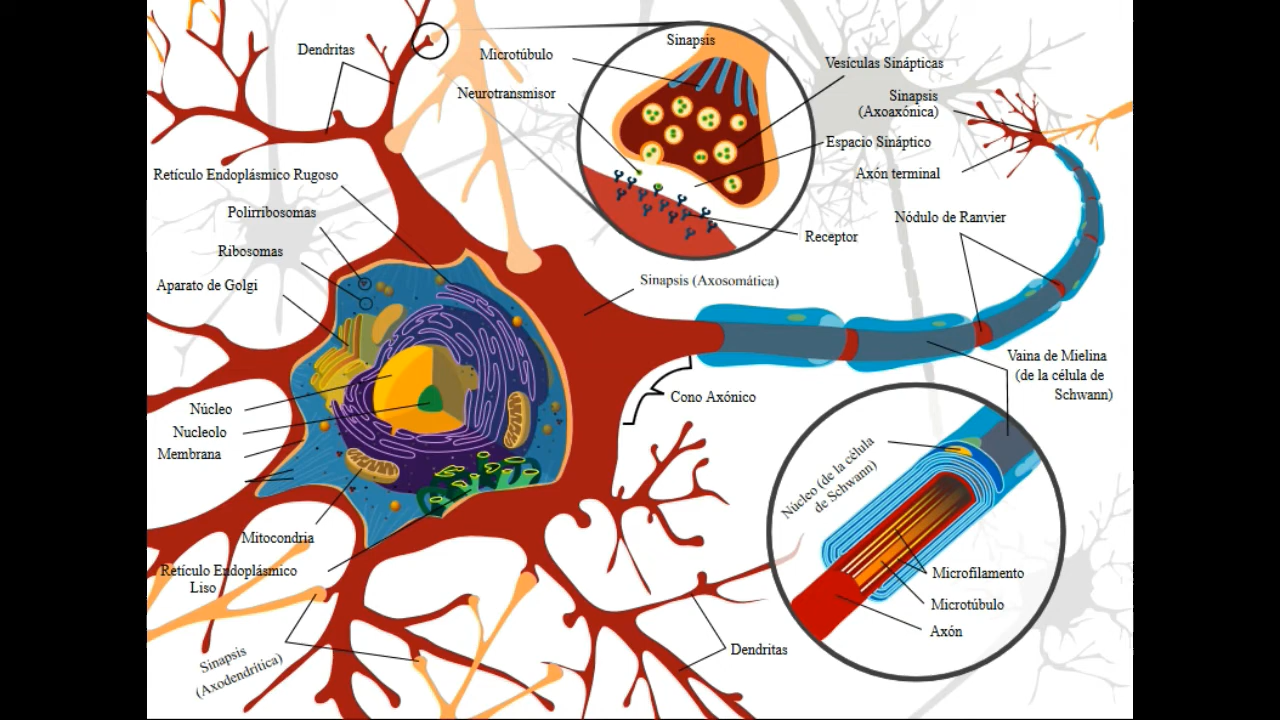 Dendritas
Microtúbulo
Neurotransmisor
Sinapsis
Vesículas Sinápticas
Sinapsis
(Axoaxónica)
Espacio Sináptico
Axón terminal
Receptor
Nódulo de Ranvier
Retículo Endoplásmico Rugoso
Polirribosomas
Ribosomas
Aparato de Golgi
Sinapsis (Axosomática)
Vaina de Mielina
(de la célula de
Schwann)
Cono Axónico
Núcleo
Nucleolo
Membrana
Mitocondria
Retículo Endoplásmico
Liso
Núcleo (de la célula
de Schwann)
Microfilamento
Microtúbulo
Axón
Sinapsis
(Axodendrítica)
Dendritas